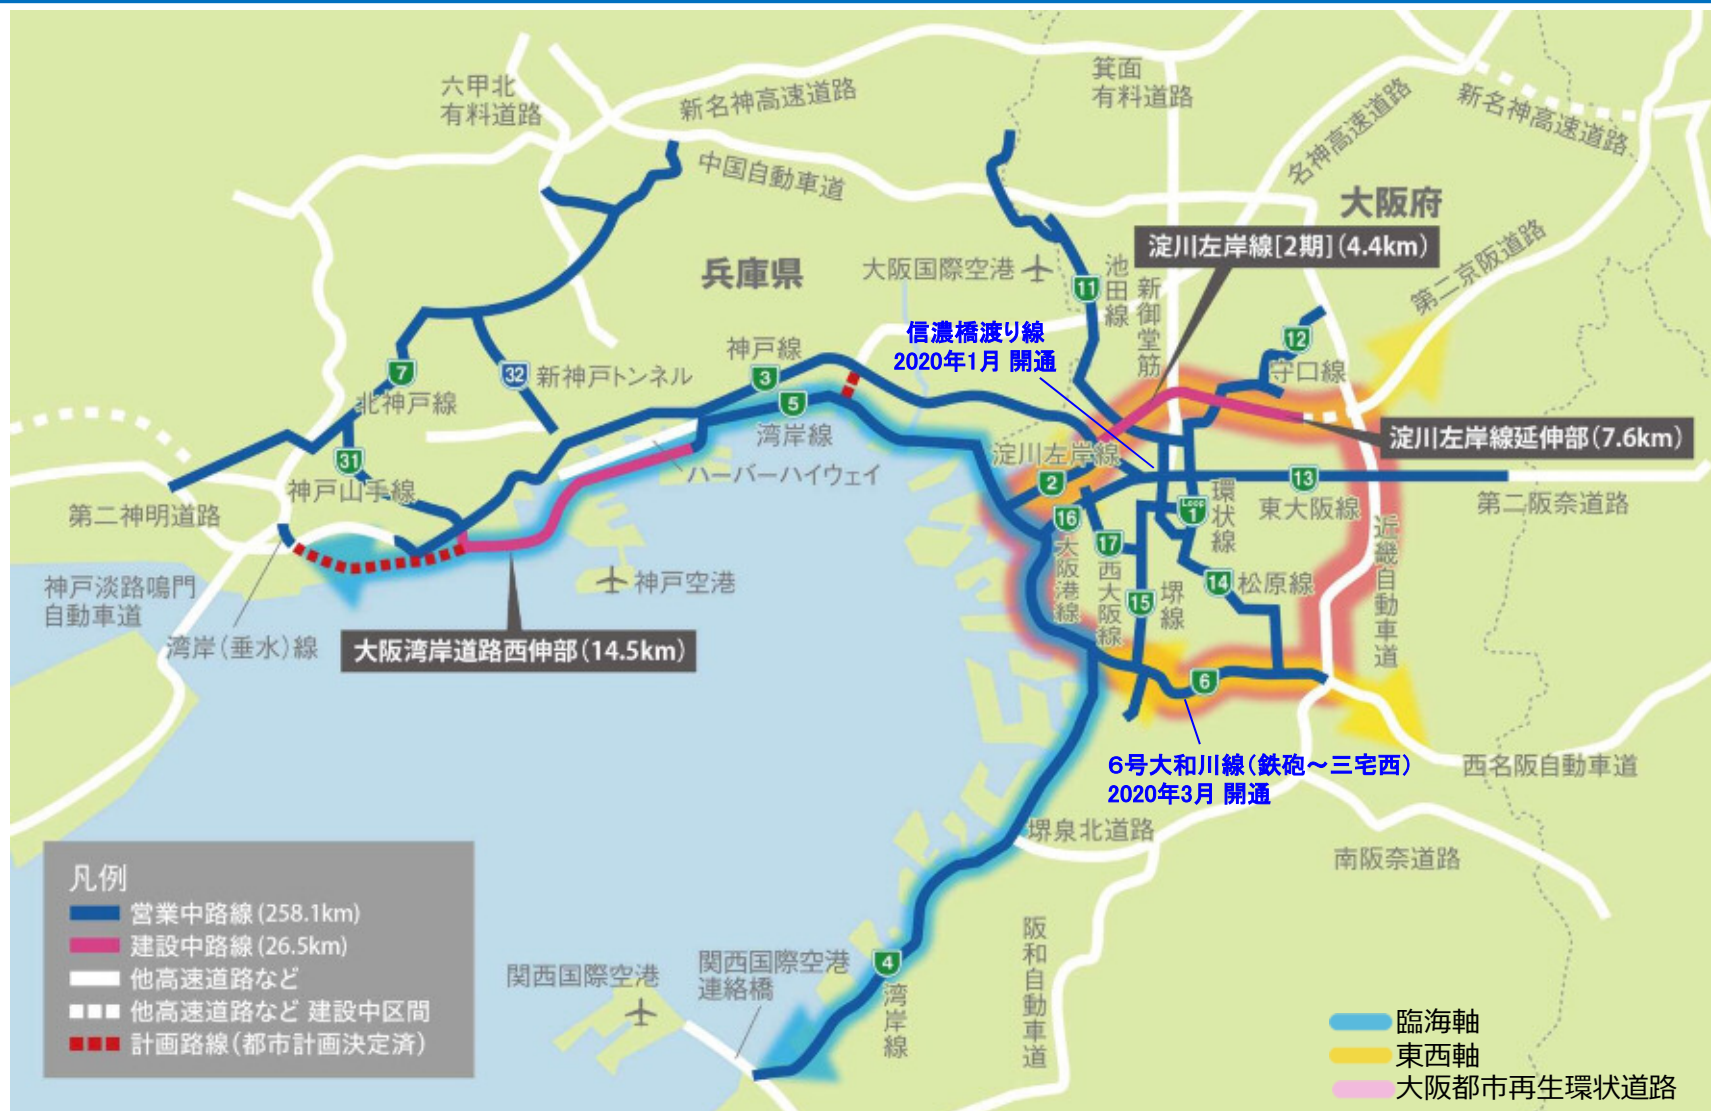 六甲北
有料道路
新名神高速道路
箕面
有料道路
名神高速道路
新名神高速道路
中国自動車道
大阪府
淀川左岸線[2期](4.4km)
兵庫県
大阪国際空港
11
池田線
新御堂筋
第二京阪道路
信濃橋渡り線
2020年1月 開通
神戸線
3
12
守口線
7
北神戸線
32
新神戸トンネル
5
湾岸線
淀川左岸線延伸部(7.6km)
31
神戸山手線
ハーバーハイウェイ
淀川左岸線
2
13
東大阪線
第二阪奈道路
第二神明道路
16
大阪港線
17
西大阪線
Loop
1
環状線
近畿自動車道
神戸淡路鳴門
自動車道
神戸空港
15
堺線
14
松原線
湾岸(垂水)線
大阪湾岸道路西伸部(14.5km)
6
6号大和川線(鉄砲～三宅西)
2020年3月 開通
西名阪自動車道
堺泉北道路
南阪奈道路
阪和自動車道
凡例
営業中路線(258.1km)
建設中路線(26.5km)
他高速道路など
他高速道路など 建設中区間
計画路線(都市計画決定済)
関西国際空港
関西国際空港
連絡橋
4
湾岸線
臨海軸
東西軸
大阪都市再生環状道路